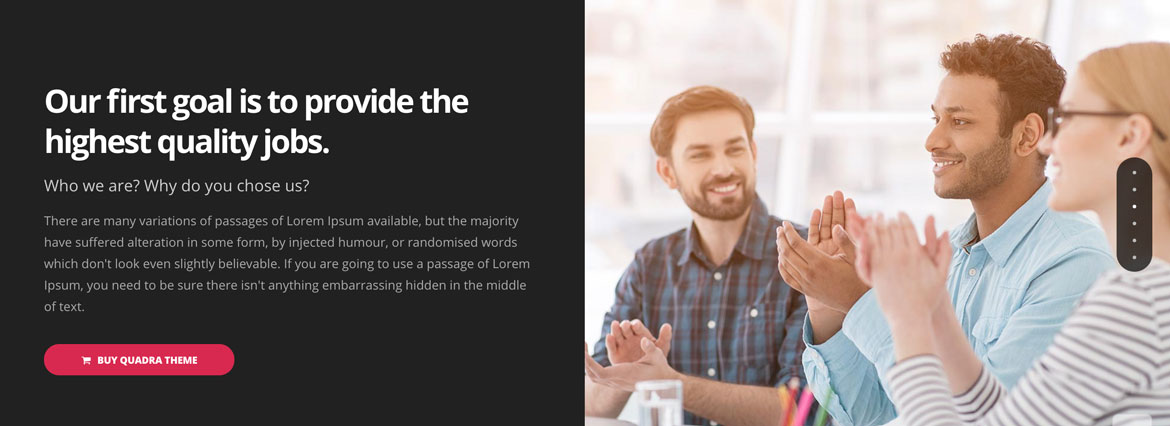 Our first goal is to provide the
highest quality jobs.
Who we are? Why do you chose us?
There are many variations of passages of Lorem Ipsum available, but the majority
have suffered alteration in some form, by injected humour, or randomised words
which don't look even slightly believable. If you are going to use a passage of Lorem
Ipsum, you need to be sure there isn't anything embarrassing hidden in the middle
of text.
BUY QUADRA THEME